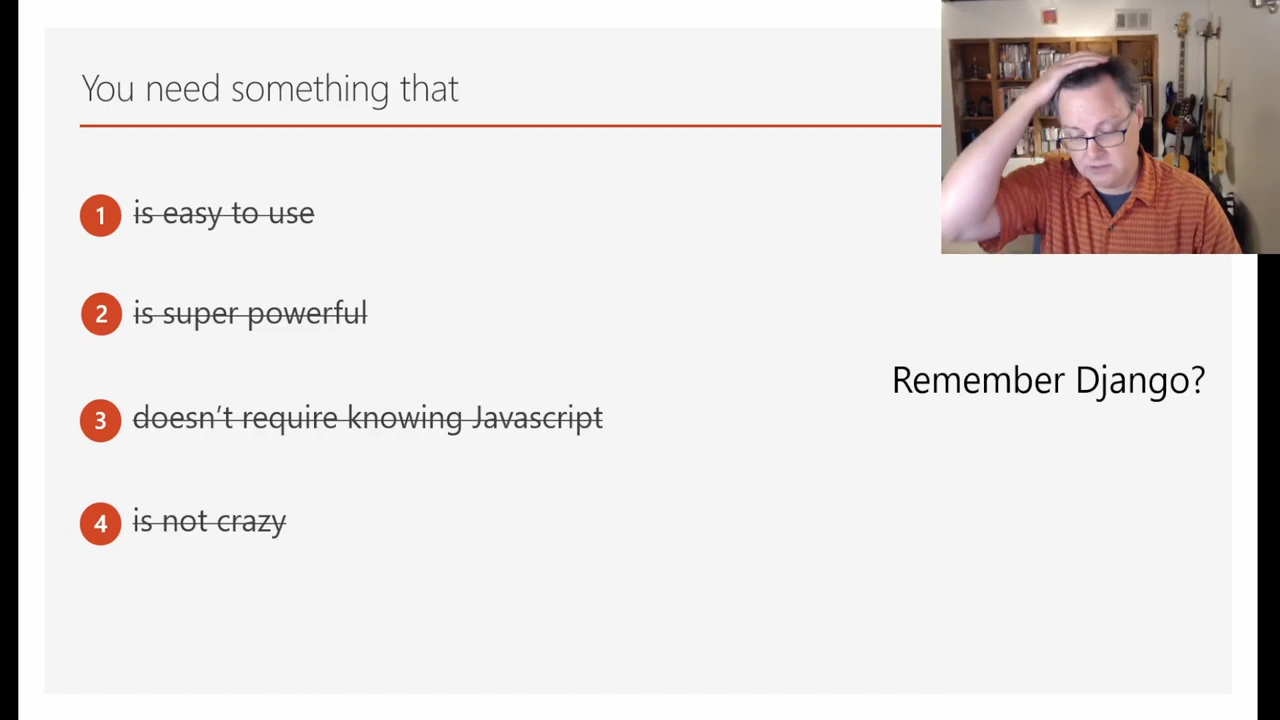 You need something that
1 is easy to use
2 is super powerful
3 doesn't require knowing Javascript
4 is not crazy
Remember Django?